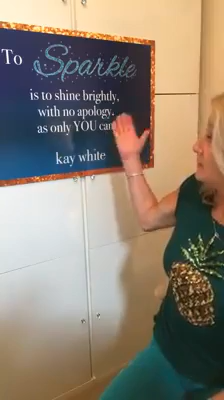 To Sparkle
is to shine brightly,
with no apology,
as only YOU can
kay white